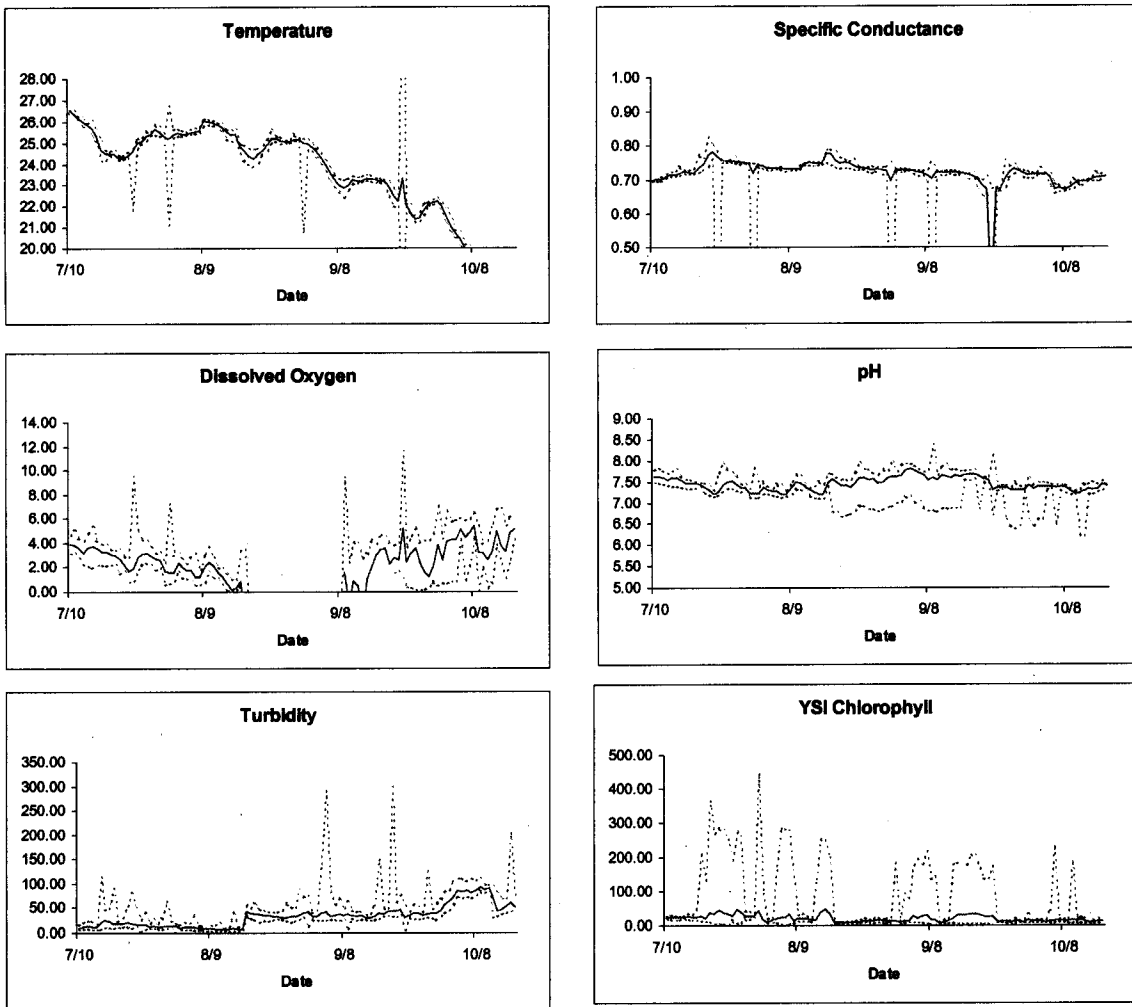 Temperature
28.00
27.00
26.00
25.00
24.00
23.00
22.00
21.00
20.00
7/10 8/9 9/8 10/8
Date
Specific Conductance
1.00
0.90
0.80
0.70
0.60
0.50
7/10 8/9 9/8 10/8
Date
Dissolved Oxygen
14.00
12.00
10.00
8.00
6.00
4.00
2.00
0.00
7/10 8/9 9/8 10/8
Date
pH
9.00
8.50
8.00
7.50
7.00
6.50
6.00
5.50
5.00
7/10 8/9 9/8 10/8
Date
Turbidity
350.00
300.00
250.00
200.00
150.00
100.00
50.00
0.00
7/10 8/9 9/8 10/8
Date
YSI Chlorophyll
500.00
400.00
300.00
200.00
100.00
0.00
7/10 8/9 9/8 10/8
Date